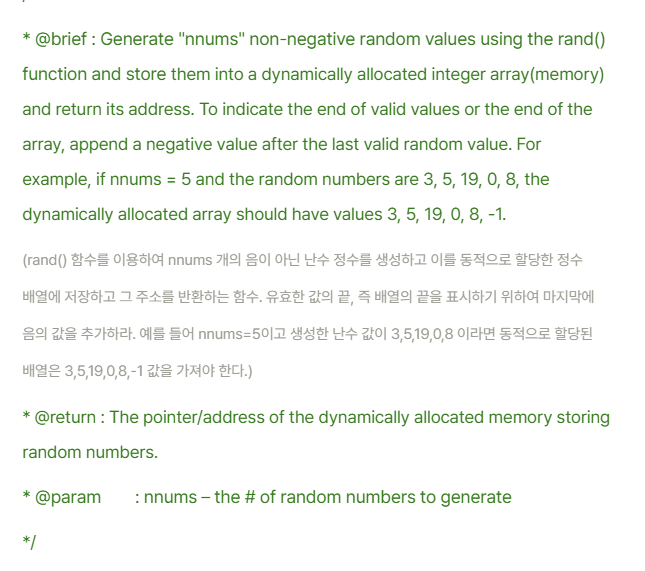 * @brief : Generate "nnums" non-negative random values using the rand()
function and store them into a dynamically allocated integer array(memory)
and return its address. To indicate the end of valid values or the end of the
array, append a negative value after the last valid random value. For
example, if nnums = 5 and the random numbers are 3, 5, 19, 0, 8, the
dynamically allocated array should have values 3, 5, 19, 0, 8, -1.
(rand() 함수를 이용하여 nnums 개의 음이 아닌 난수 정수를 생성하고 이를 동적으로 할당한 정수
배열에 저장하고 그 주소를 반환하는 함수. 유효한 값의 끝, 즉 배열의 끝을 표시하기 위하여 마지막에
음의 값을 추가하라. 예를 들어 nnums=5이고 생성한 난수 값이 3,5,19,0,8 이라면 동적으로 할당된
배열은 3,5,19,0,8,-1 값을 가져야 한다.)
* @return : The pointer/address of the dynamically allocated memory storing
random numbers.
* @param : nnums – the # of random numbers to generate
*/